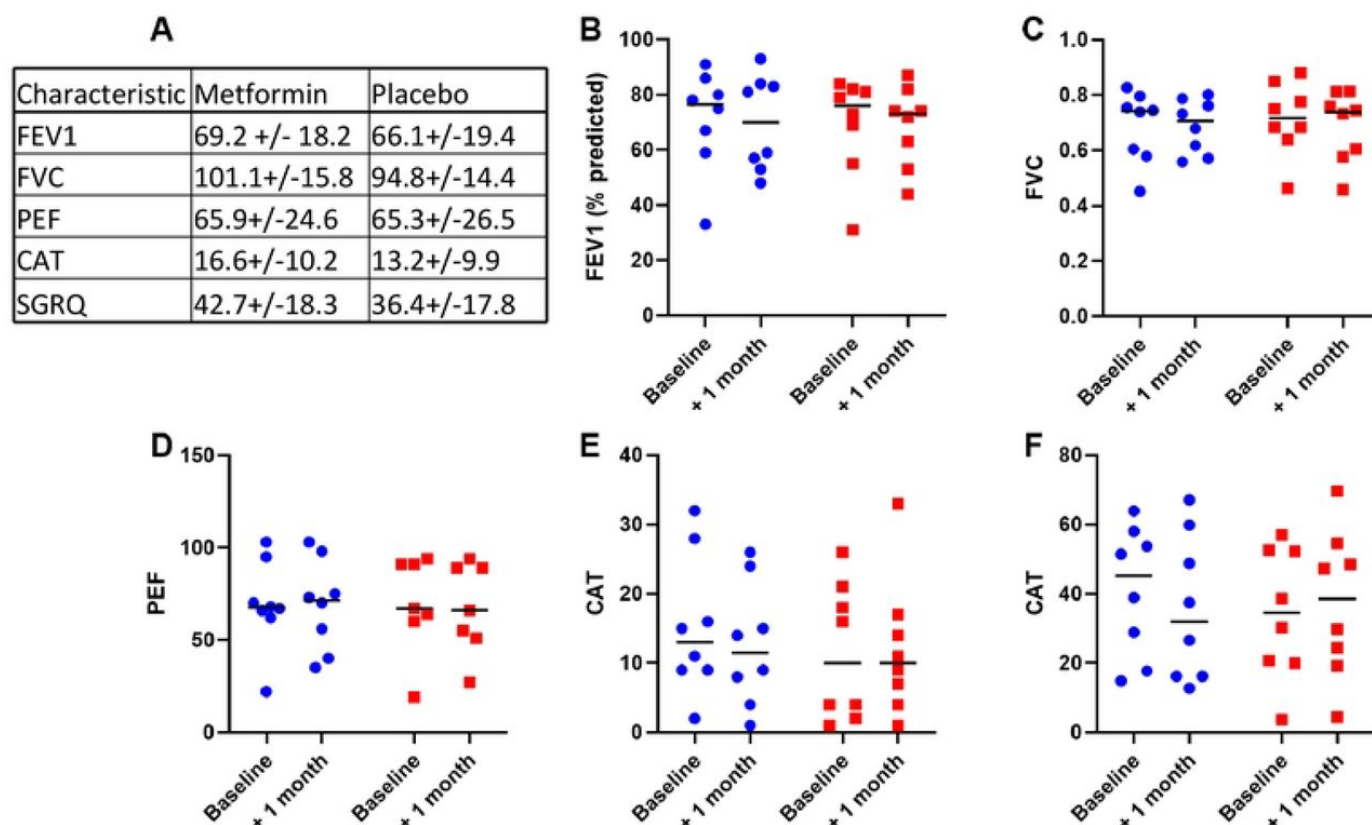 A
Characteristic Metformin Placebo
FEV1 69.2 +/- 18.2 66.1+/-19.4
FVC 101.1+/-15.8 94.8+/-14.4
PEF 65.9+/-24.6 65.3+/-26.5
CAT 16.6+/-10.2 13.2+/-9.9
SGRQ 42.7+/-18.3 36.4+/-17.8
B
FEV1 (% predicted)
100
80
60
40
20
0
Baseline
+ 1 month
Baseline
+ 1 month
C
FVC
1.0
0.8
0.6
0.4
0.2
0.0
Baseline
+ 1 month
Baseline
+ 1 month
D
PEF
150
100
50
0
Baseline
+ 1 month
Baseline
+ 1 month
E
CAT
40
30
20
10
0
Baseline
+ 1 month
Baseline
+ 1 month
F
CAT
80
60
40
20
0
Baseline
+ 1 month
Baseline
+ 1 month